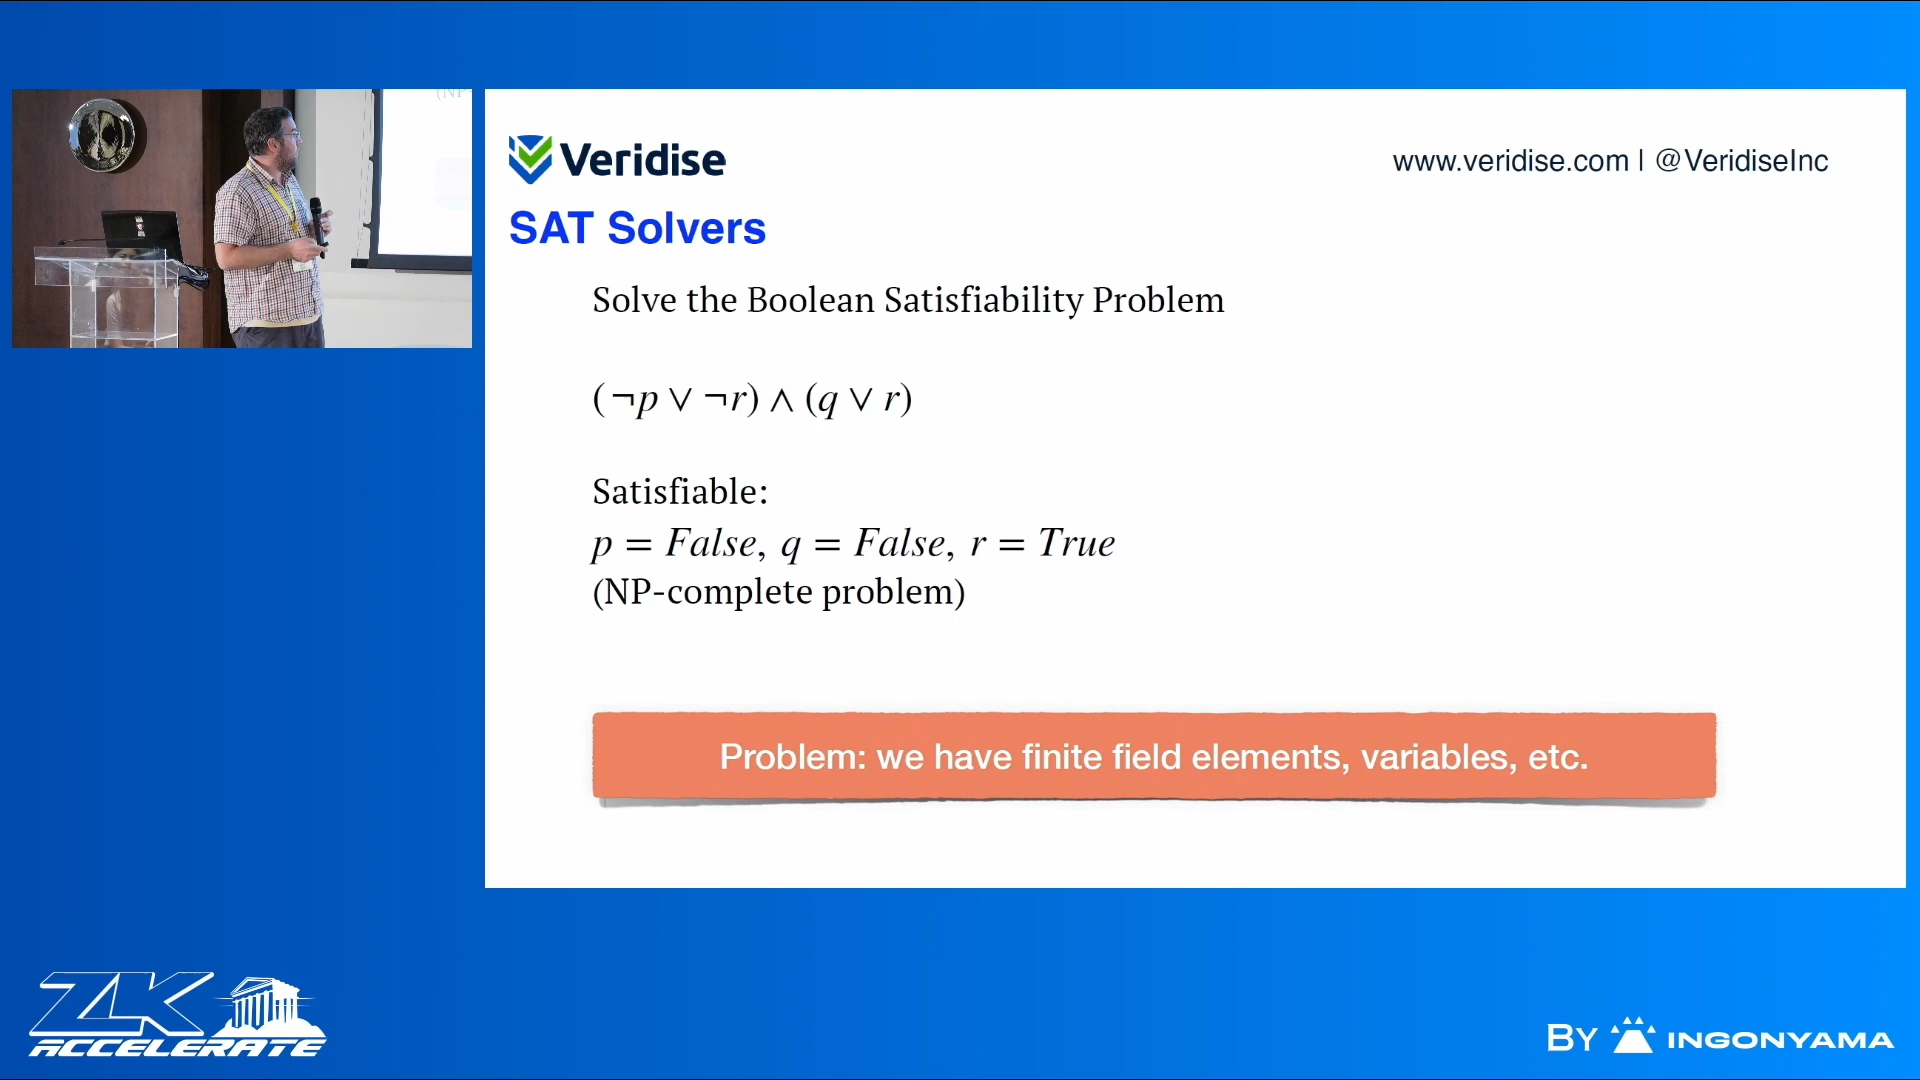 (NP-
Veridise
www.veridise.com | @VeridiseInc
SAT Solvers
Solve the Boolean Satisfiability Problem
(¬p ∨ ¬r) ∧ (q ∨ r)
Satisfiable:
p = False, q = False, r = True
(NP-complete problem)
Problem: we have finite field elements, variables, etc.
ZK
ACCELERATE
BY INGONYAMA